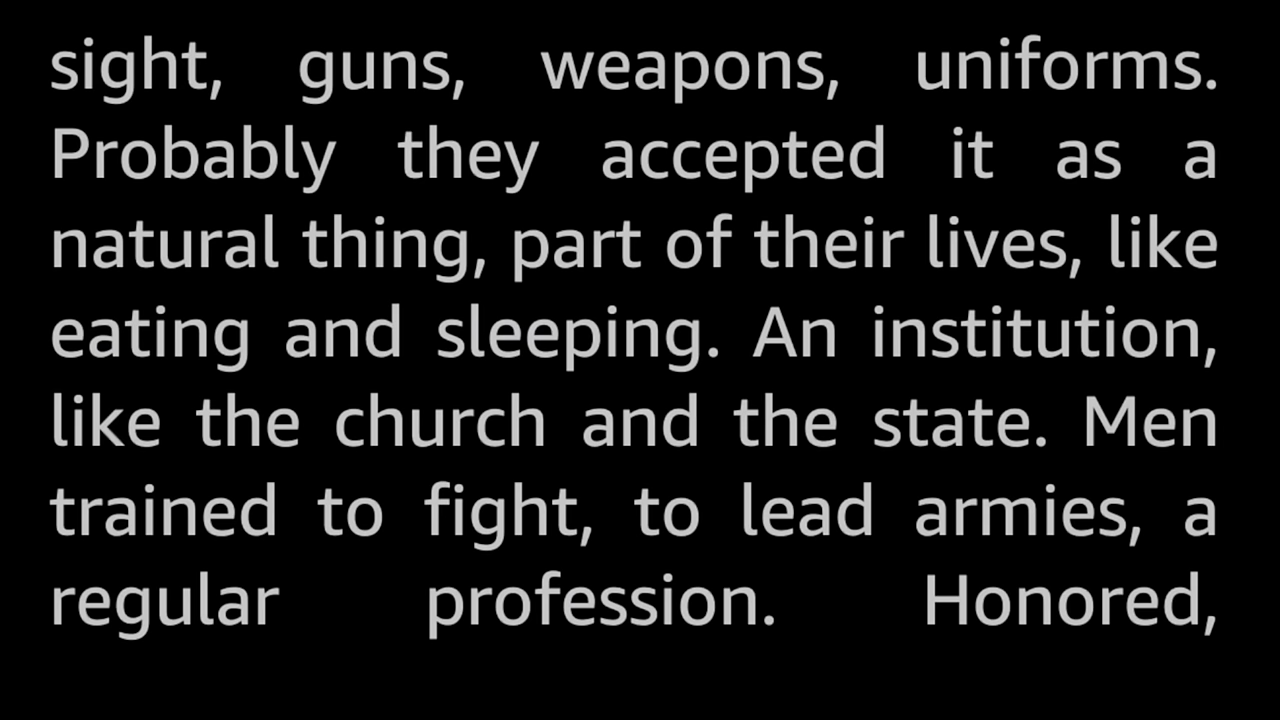 sight, guns, weapons, uniforms.
Probably they accepted it as a
natural thing, part of their lives, like
eating and sleeping. An institution,
like the church and the state. Men
trained to fight, to lead armies, a
regular profession. Honored,